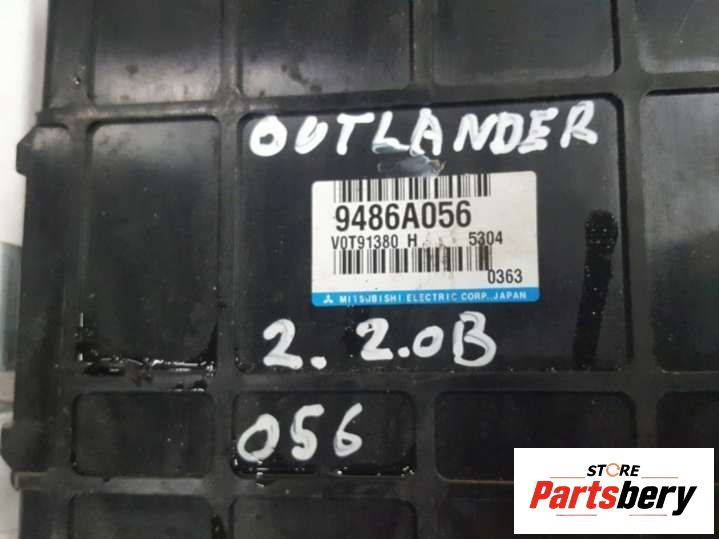 OUTLANDER
9486A056
V0T91380 H 5304
0363
MITSUBISHI ELECTRIC CORP., JAPAN
2. 2.0B
056
STORE
Partsbery